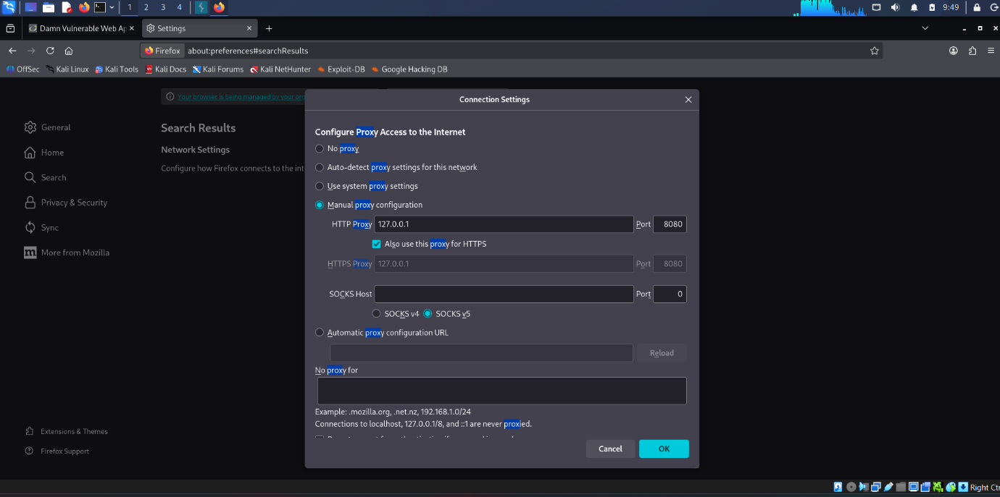 1 2 3 4 9:49
Damn Vulnerable Web Ap
Settings
Firefox about:preferences#searchResults
OffSec Kali Linux Kali Tools Kali Docs Kali Forums Kali NetHunter Exploit-DB Google Hacking DB
Your browser is being managed by your org
General
Home
Search
Privacy & Security
Sync
More from Mozilla
Extensions & Themes
Firefox Support
Search Results
Network Settings
Configure how Firefox connects to the int
Connection Settings
Configure Proxy Access to the Internet
No proxy
Auto-detect proxy settings for this network
Use system proxy settings
Manual proxy configuration
HTTP Proxy 127.0.0.1 Port 8080
Also use this proxy for HTTPS
HTTPS Proxy 127.0.0.1 Port 8080
SOCKS Host Port 0
SOCKS v4 SOCKS v5
Automatic proxy configuration URL
Reload
No proxy for
Example: .mozilla.org, .net.nz, 192.168.1.0/24
Connections to localhost, 127.0.0.1/8, and ::1 are never proxied.
Cancel OK
Right Ctr